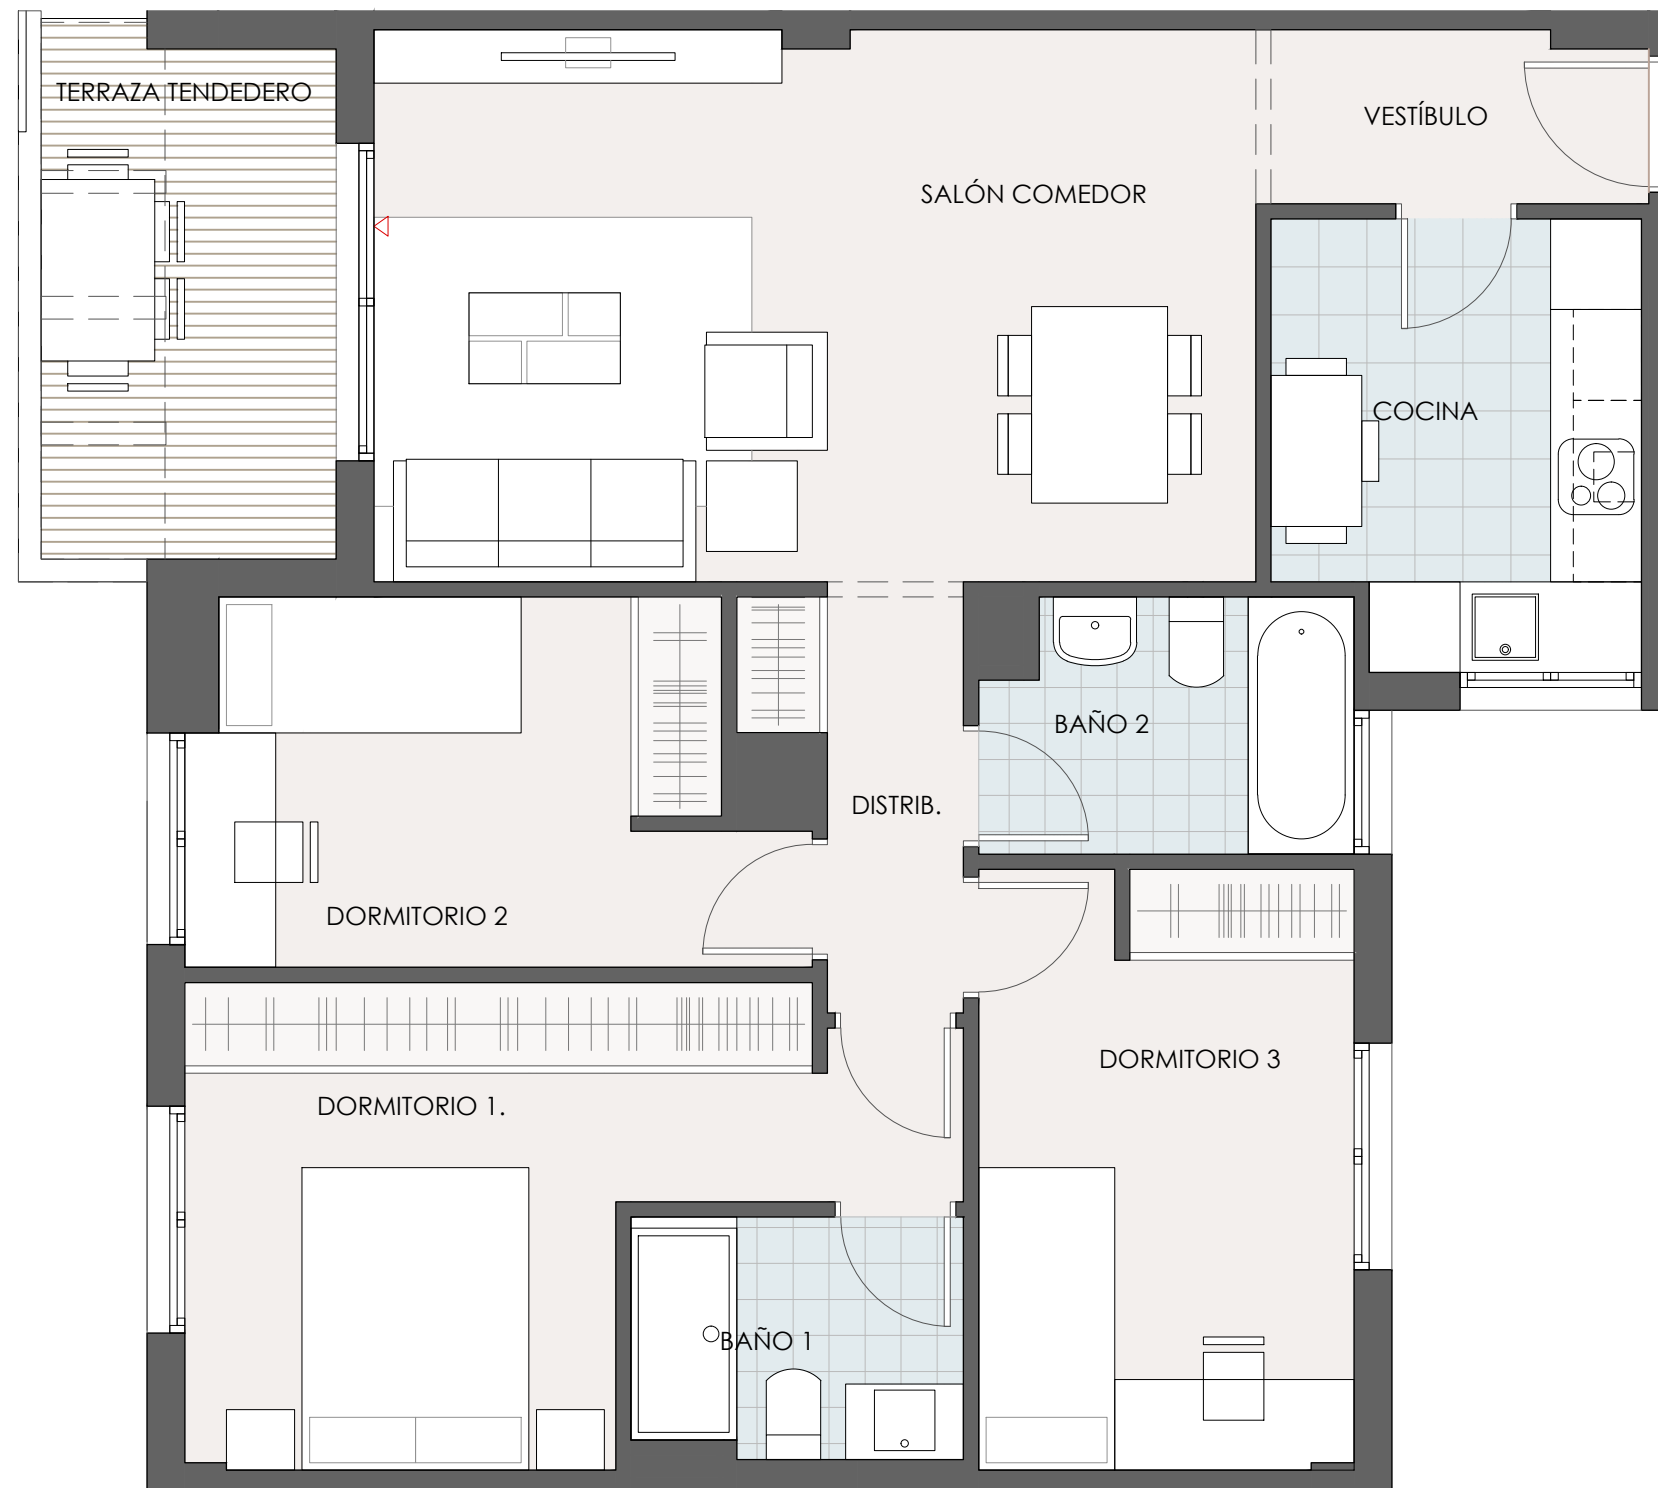 TERRAZA TENDEDERO
VESTÍBULO
SALÓN COMEDOR
COCINA
BAÑO 2
DISTRIB.
DORMITORIO 2
DORMITORIO 3
DORMITORIO 1.
BAÑO 1